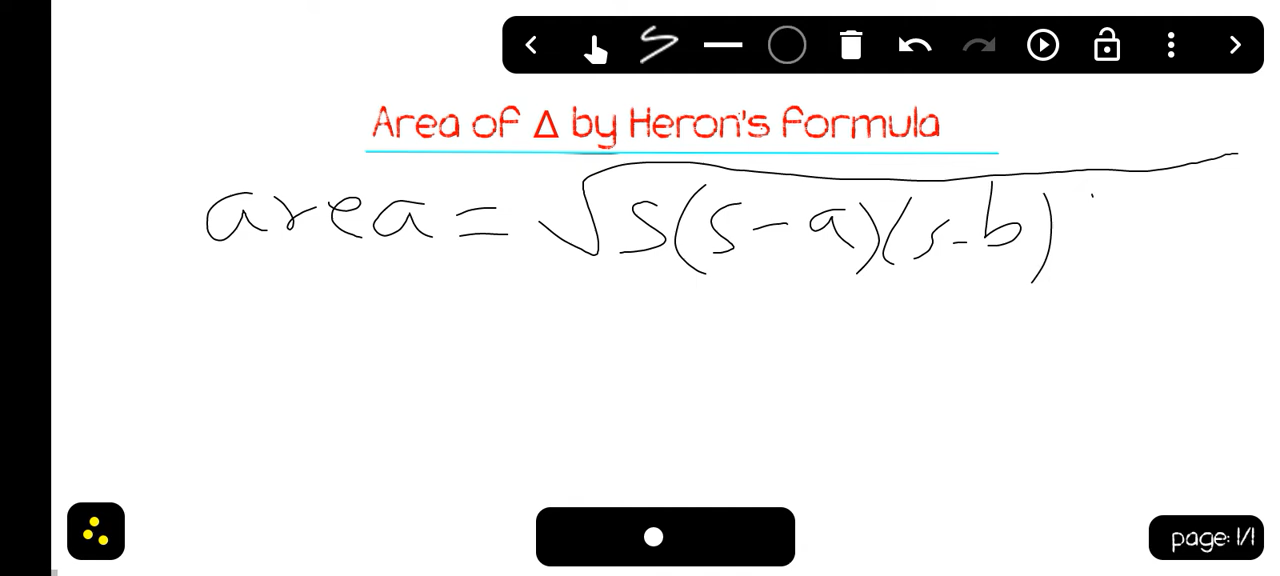 Area of Δ by Heron's formula
area = √s(s-a)(s-b)
page: 1/1